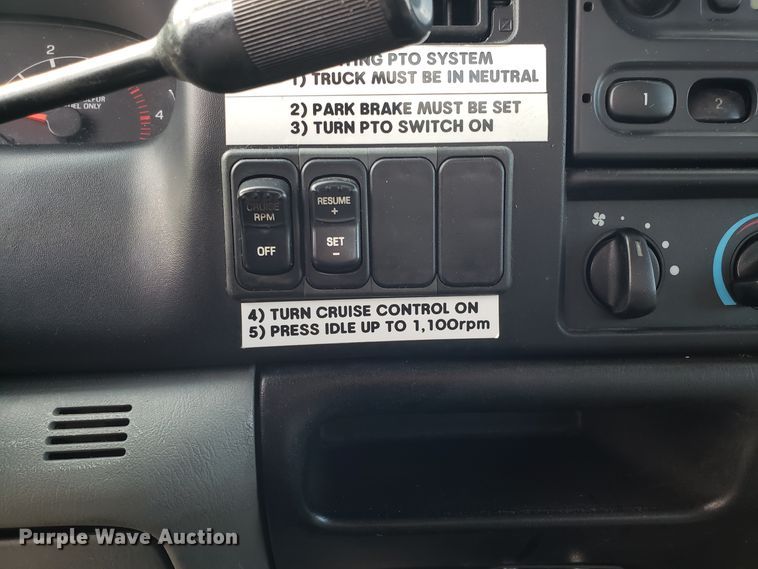 PTO SYSTEM
1) TRUCK MUST BE IN NEUTRAL
2) PARK BRAKE MUST BE SET
3) TURN PTO SWITCH ON
2
4
FUEL ONLY
1
2
CRUISE
RPM
OFF
RESUME
+
SET
-
4) TURN CRUISE CONTROL ON
5) PRESS IDLE UP TO 1,100rpm
Purple Wave Auction